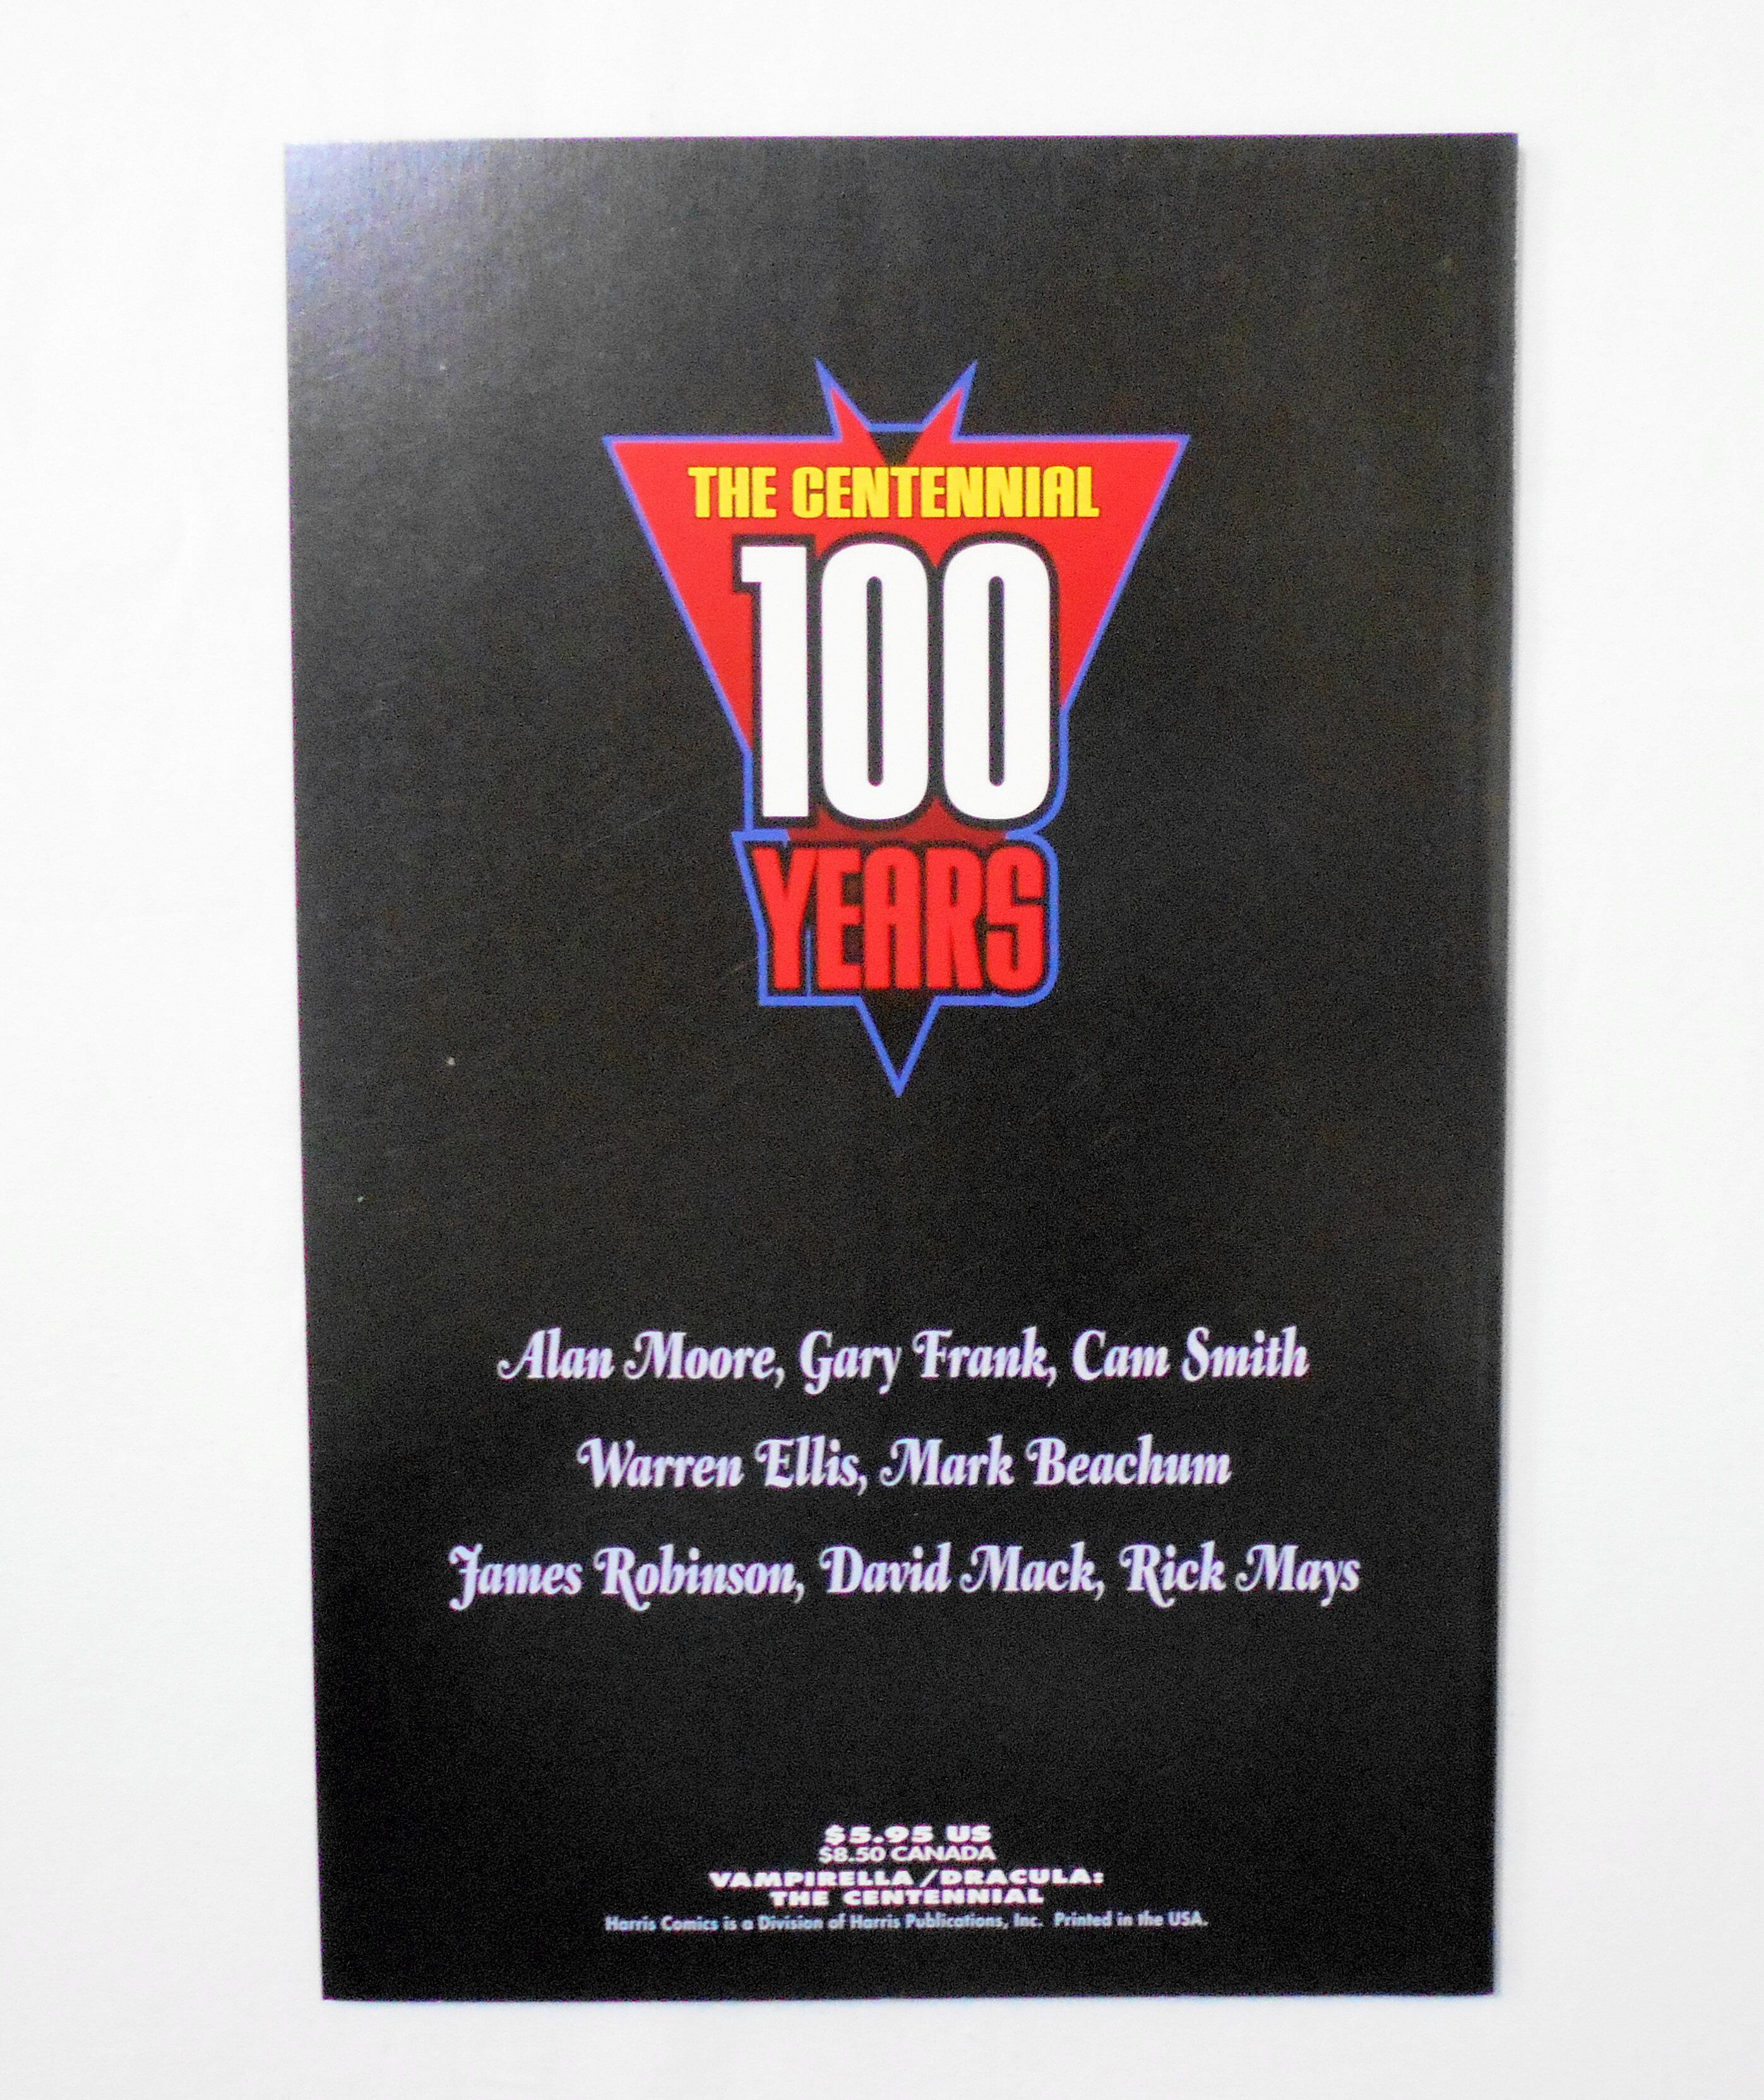 THE CENTENNIAL
100
YEARS
Alan Moore, Gary Frank, Cam Smith
Warren Ellis, Mark Beachum
James Robinson, David Mack, Rick Mays
$5.95 US
$8.50 CANADA
VAMPIRELLA/DRACULA:
THE CENTENNIAL
Harris Comics is a Division of Harris Publications, Inc. Printed in the USA.